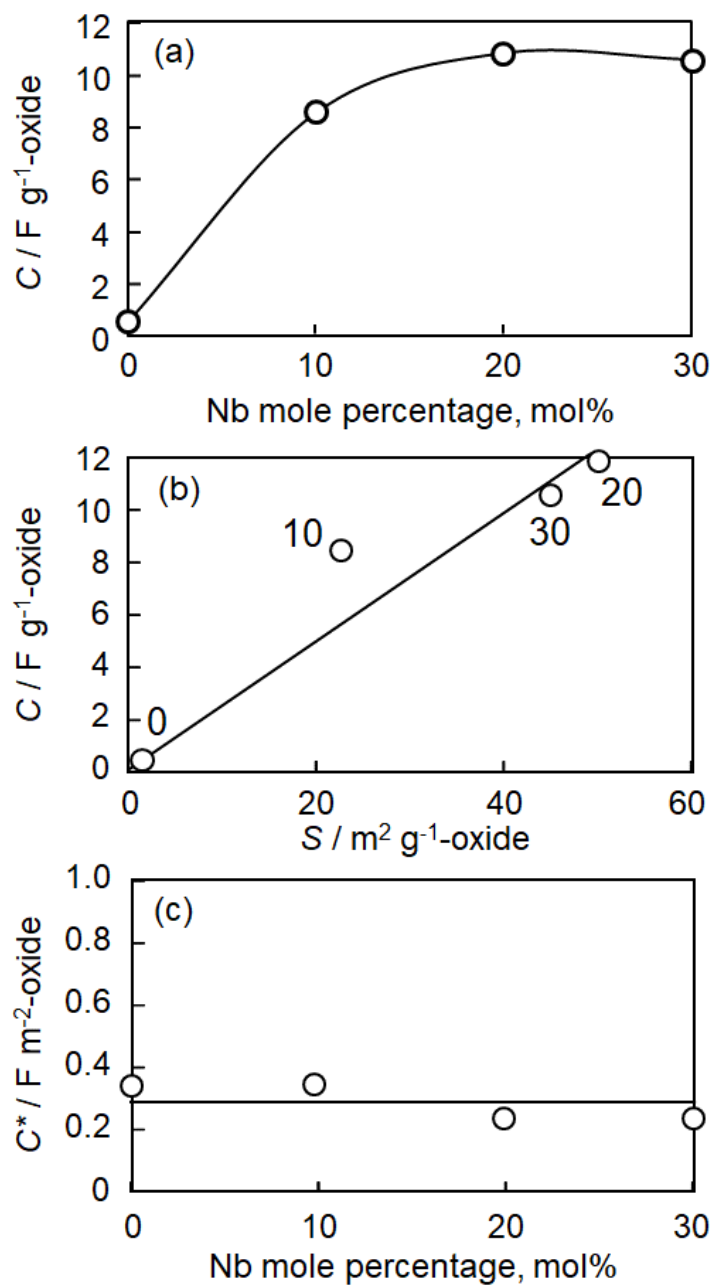 (a)
C / F g⁻¹-oxide
12
10
8
6
4
2
0
0 10 20 30
Nb mole percentage, mol%
(b)
C / F g⁻¹-oxide
12
10
8
6
4
2
0
10
30
20
0
0 20 40 60
S / m² g⁻¹-oxide
(c)
C* / F m⁻²-oxide
1.0
0.8
0.6
0.4
0.2
0
0 10 20 30
Nb mole percentage, mol%